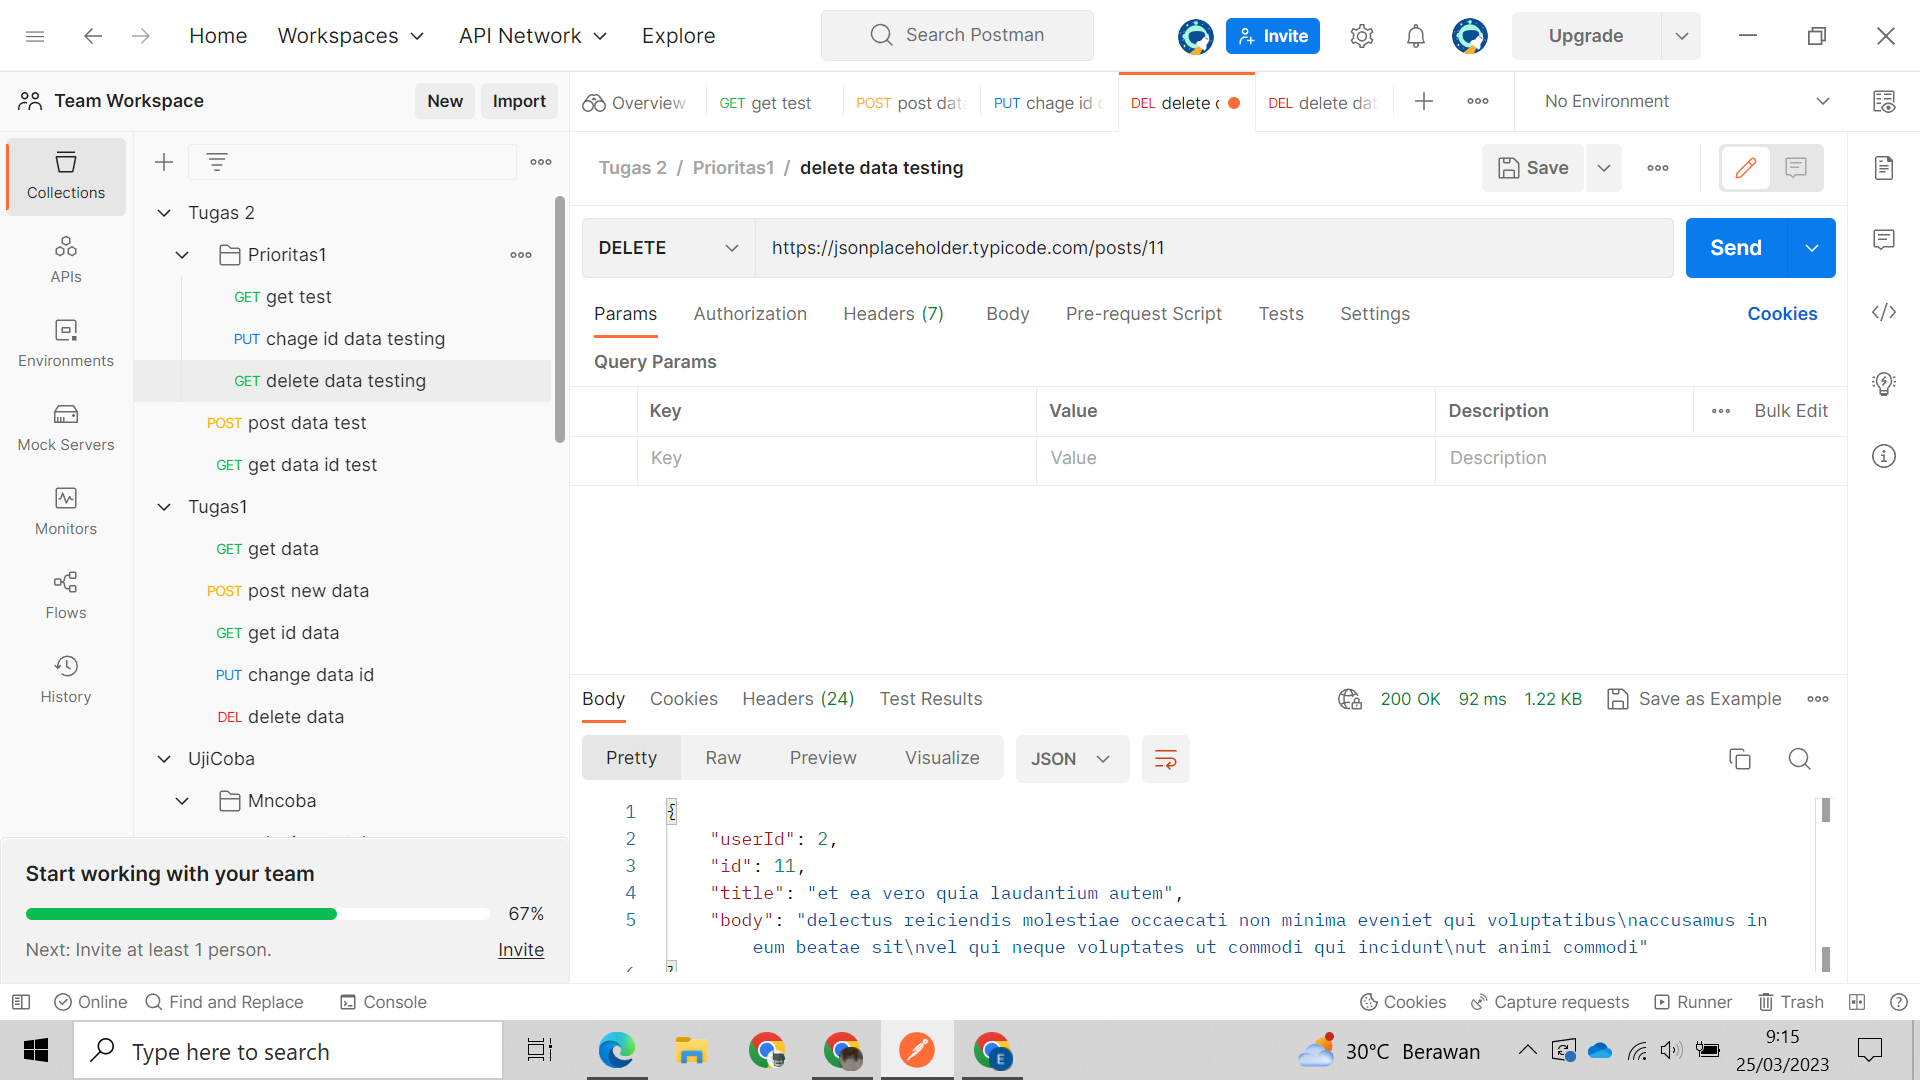 Home
Workspaces
API Network
Explore
Search Postman
Invite
Upgrade
Team Workspace
New
Import
Overview
GET get test
POST post data
PUT chage id
DEL delete
DEL delete dat
No Environment
Collections
APIs
Environments
Mock Servers
Monitors
Flows
History
Tugas 2
Prioritas1
GET get test
PUT chage id data testing
GET delete data testing
POST post data test
GET get data id test
Tugas1
GET get data
POST post new data
GET get id data
PUT change data id
DEL delete data
UjiCoba
Mncoba
Start working with your team
67%
Next: Invite at least 1 person.
Invite
Tugas 2 / Prioritas1 / delete data testing
Save
DELETE
https://jsonplaceholder.typicode.com/posts/11
Send
Params
Authorization
Headers (7)
Body
Pre-request Script
Tests
Settings
Cookies
Query Params
Key
Value
Description
Bulk Edit
Key
Value
Description
Body
Cookies
Headers (24)
Test Results
200 OK
92 ms
1.22 KB
Save as Example
Pretty
Raw
Preview
Visualize
JSON
1 {
2 "userId": 2,
3 "id": 11,
4 "title": "et ea vero quia laudantium autem",
5 "body": "delectus reiciendis molestiae occaecati non minima eveniet qui voluptatibus\naccusamus in
eum beatae sit\nvel qui neque voluptates ut commodi qui incidunt\nut animi commodi"
Online
Find and Replace
Console
Cookies
Capture requests
Runner
Trash
Type here to search
E
30°C Berawan
9:15
25/03/2023